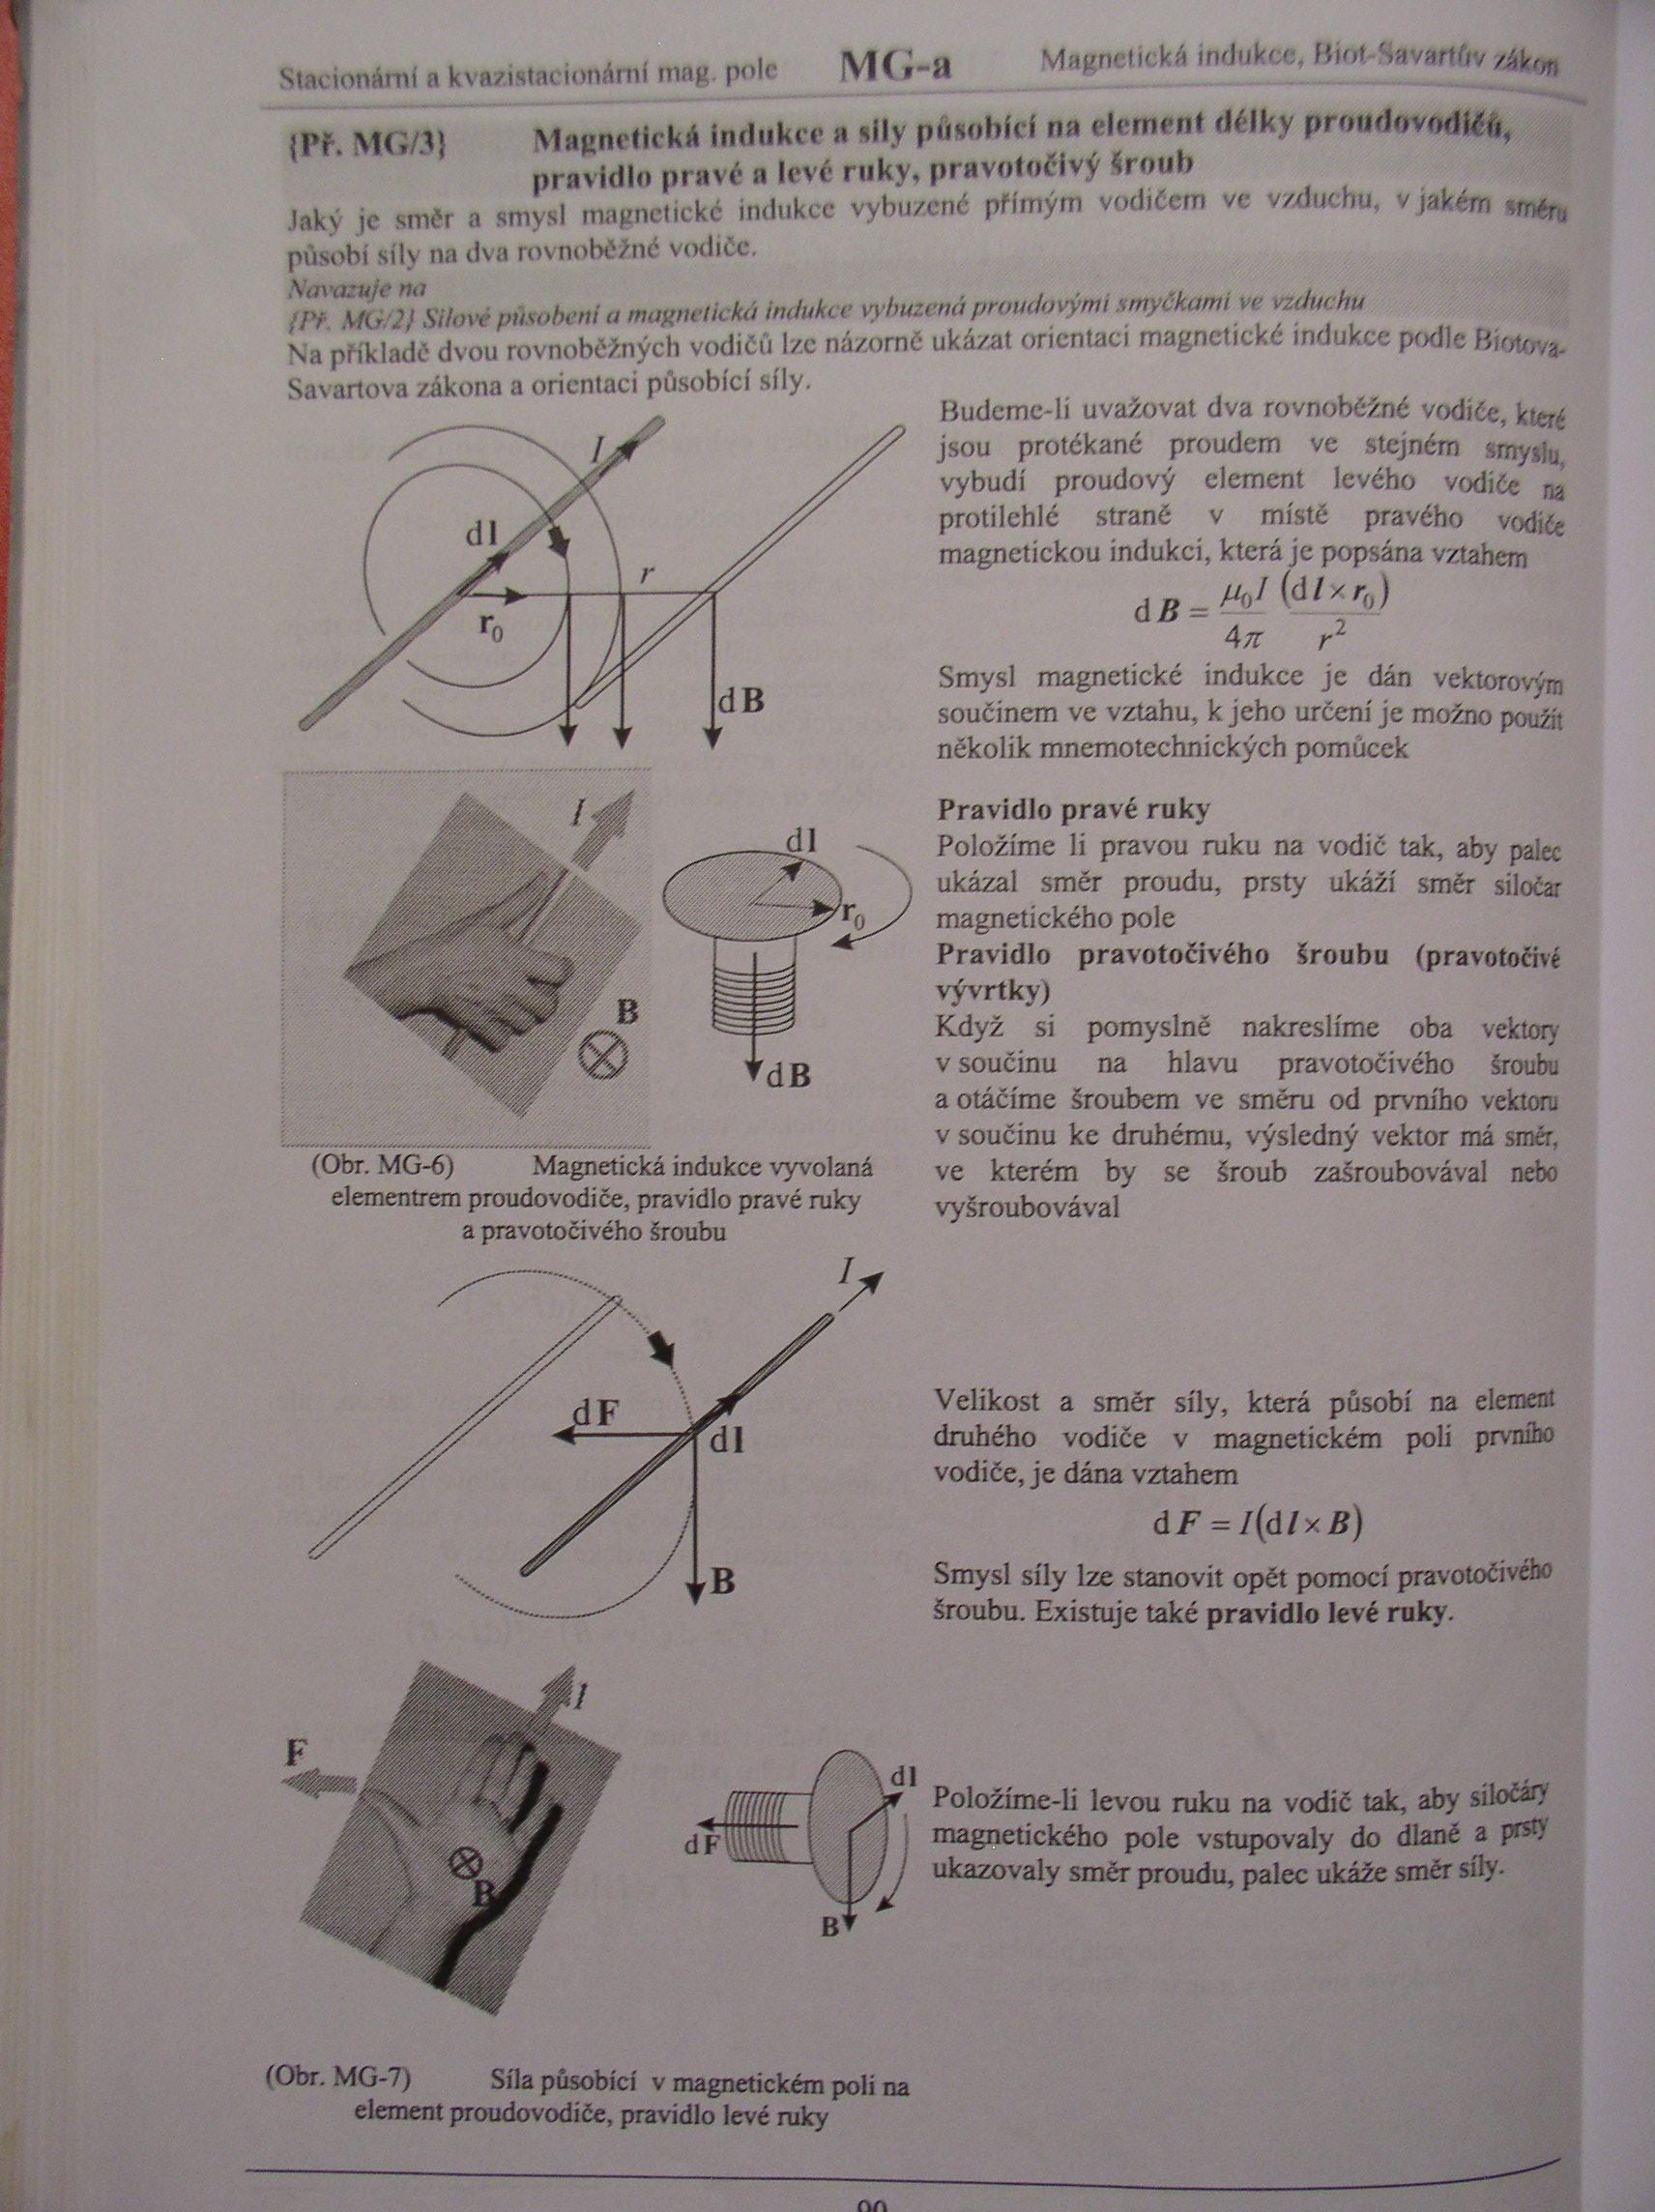 Stacionární a kvazistacionární mag. pole MG-a Magnetická indukce, Biot-Savartův zákon
{Př. MG/3} Magnetická indukce a síly působící na element délky proudovodičů,
pravidlo pravé a levé ruky, pravotočivý šroub
Jaký je směr a smysl magnetické indukce vybuzené přímým vodičem ve vzduchu, v jakém směru
působí síly na dva rovnoběžné vodiče.
Navazuje na
{Př. MG/2} Silové působení a magnetická indukce vybuzená proudovými smyčkami ve vzduchu
Na příkladě dvou rovnoběžných vodičů lze názorně ukázat orientaci magnetické indukce podle Biotova-
Savartova zákona a orientaci působící síly.
I
dl
r
r₀
dB
Budeme-li uvažovat dva rovnoběžné vodiče, které
jsou protékané proudem ve stejném smyslu,
vybudí proudový element levého vodiče na
protilehlé straně v místě pravého vodiče
magnetickou indukci, která je popsána vztahem
dB = μ₀I/4π (dl×r₀)/r²
Smysl magnetické indukce je dán vektorovým
součinem ve vztahu, k jeho určení je možno použít
několik mnemotechnických pomůcek
I
B
dl
r₀
dB
Pravidlo pravé ruky
Položíme li pravou ruku na vodič tak, aby palec
ukázal směr proudu, prsty ukáží směr siločar
magnetického pole
Pravidlo pravotočivého šroubu (pravotočivé
vývrtky)
Když si pomyslně nakreslíme oba vektory
v součinu na hlavu pravotočivého šroubu
a otáčíme šroubem ve směru od prvního vektoru
v součinu ke druhému, výsledný vektor má směr,
ve kterém by se šroub zašroubovával nebo
vyšroubovával
(Obr. MG-6) Magnetická indukce vyvolaná
elementrem proudovodiče, pravidlo pravé ruky
a pravotočivého šroubu
I
dF
dl
B
Velikost a směr síly, která působí na element
druhého vodiče v magnetickém poli prvního
vodiče, je dána vztahem
dF = I(dl×B)
Smysl síly lze stanovit opět pomocí pravotočivého
šroubu. Existuje také pravidlo levé ruky.
I
F
B
dl
dF
B
Položíme-li levou ruku na vodič tak, aby siločáry
magnetického pole vstupovaly do dlaně a prsty
ukazovaly směr proudu, palec ukáže směr síly.
(Obr. MG-7) Síla působící v magnetickém poli na
element proudovodiče, pravidlo levé ruky
90